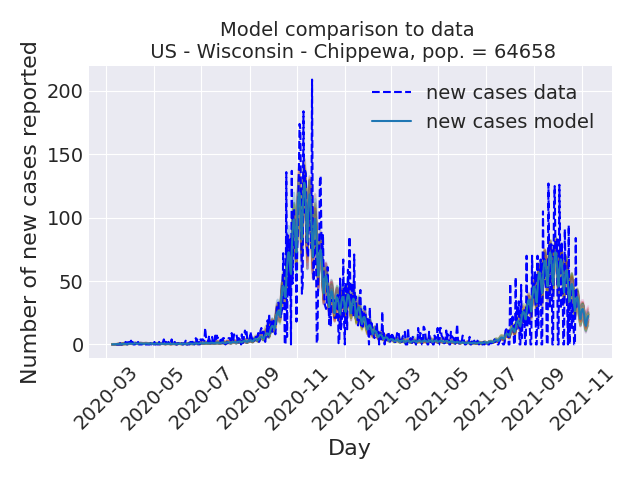 Model comparison to data
US - Wisconsin - Chippewa, pop. = 64658
Number of new cases reported
200
150
100
50
0
new cases data
new cases model
2020-03
2020-05
2020-07
2020-09
2020-11
2021-01
2021-03
2021-05
2021-07
2021-09
2021-11
Day